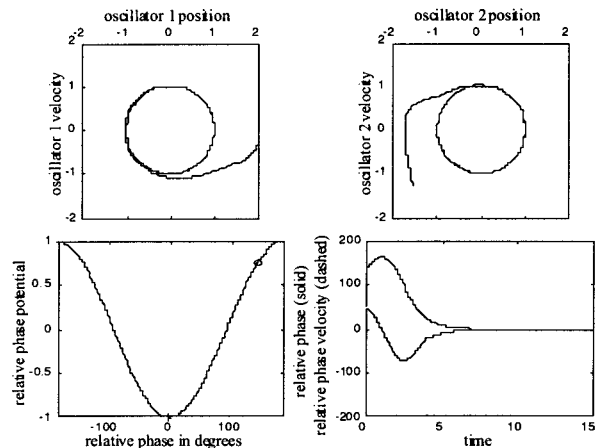 oscillator 1 position
-2 -1 0 1 2
2
1
0
-1
-2
oscillator 1 velocity
oscillator 2 position
-2 -1 0 1 2
2
1
0
-1
-2
oscillator 2 velocity
1
0.5
0
0.5
-1
relative phase potential
-100 0 100
relative phase in degrees
200
100
0
-100
-200
relative phase (solid)
relative phase velocity (dashed)
0 5 10 15
time